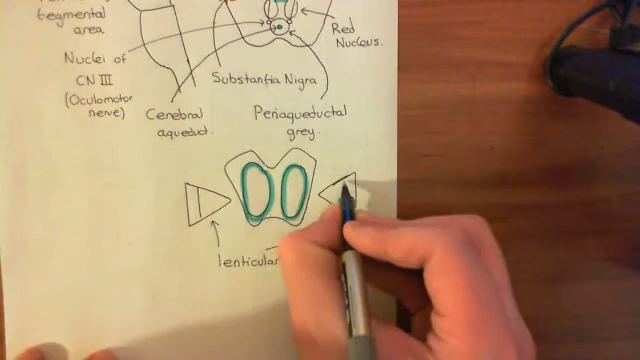 tegmental
area
Nuclei of
CN III
(Oculomotor
nerve)
Cerebral
aqueduct.
Substantia Nigra
Red
Nucleus.
Periaqueductal
grey.
lenticular